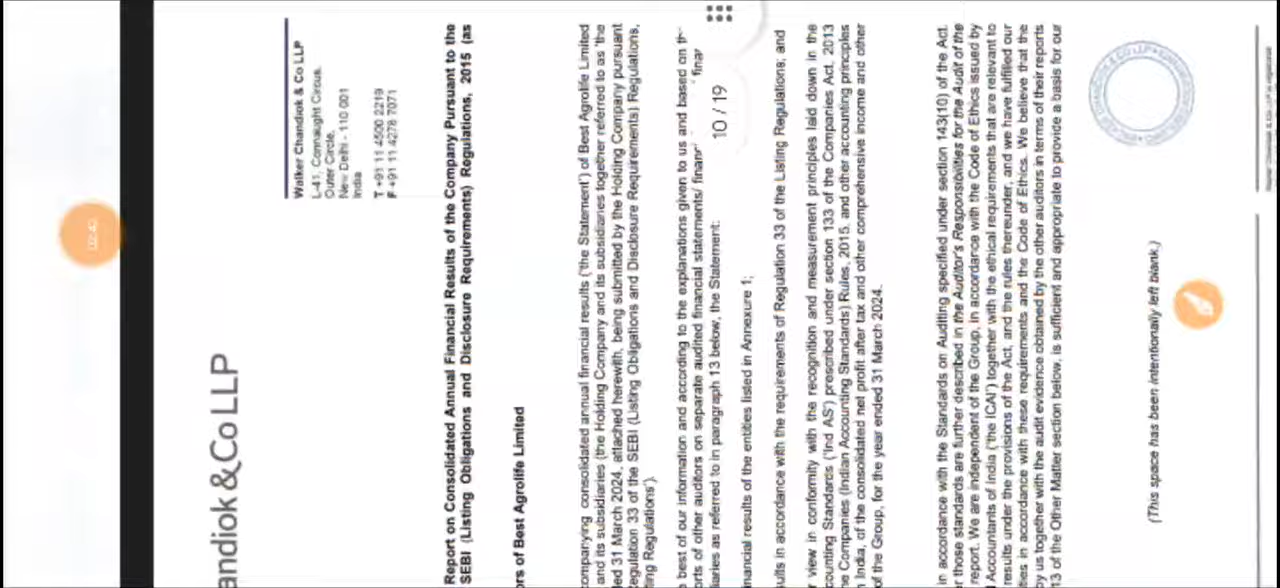 andiok & Co LLP
Walker Chandiok & Co LLP
L-41, Connaught Circus,
Outer Circle,
New Delhi - 110 001
India
T +91 11 4500 2219
F +91 11 4278 7071
Report on Consolidated Annual Financial Results of the Company Pursuant to the
SEBI (Listing Obligations and Disclosure Requirements) Regulations, 2015 (as
ors of Best Agrolife Limited
companying consolidated annual financial results ('the Statement') of Best Agrolife Limited
and its subsidiaries (the Holding Company and its subsidiaries together referred to as 'the
ed 31 March 2024, attached herewith, being submitted by the Holding Company pursuant
egulation 33 of the SEBI (Listing Obligations and Disclosure Requirements) Regulations,
ting Regulations').
e best of our information and according to the explanations given to us and based on th
orts of other auditors on separate audited financial statements/ financ finar
iaries as referred to in paragraph 13 below, the Statement:
10 / 19
nancial results of the entities listed in Annexure 1;
ults in accordance with the requirements of Regulation 33 of the Listing Regulations; and
r view in conformity with the recognition and measurement principles laid down in the
counting Standards ('Ind AS') prescribed under section 133 of the Companies Act, 2013
he Companies (Indian Accounting Standards) Rules, 2015, and other accounting principles
n India, of the consolidated net profit after tax and other comprehensive income and other
of the Group, for the year ended 31 March 2024.
in accordance with the Standards on Auditing specified under section 143(10) of the Act.
r those standards are further described in the Auditor's Responsibilities for the Audit of the
report. We are independent of the Group, in accordance with the Code of Ethics issued by
Accountants of India ('the ICAI') together with the ethical requirements that are relevant to
results under the provisions of the Act, and the rules thereunder, and we have fulfilled our
ties in accordance with these requirements and the Code of Ethics. We believe that the
by us together with the audit evidence obtained by the other auditors in terms of their reports
13 of the Other Matter section below, is sufficient and appropriate to provide a basis for our
(This space has been intentionally left blank.)